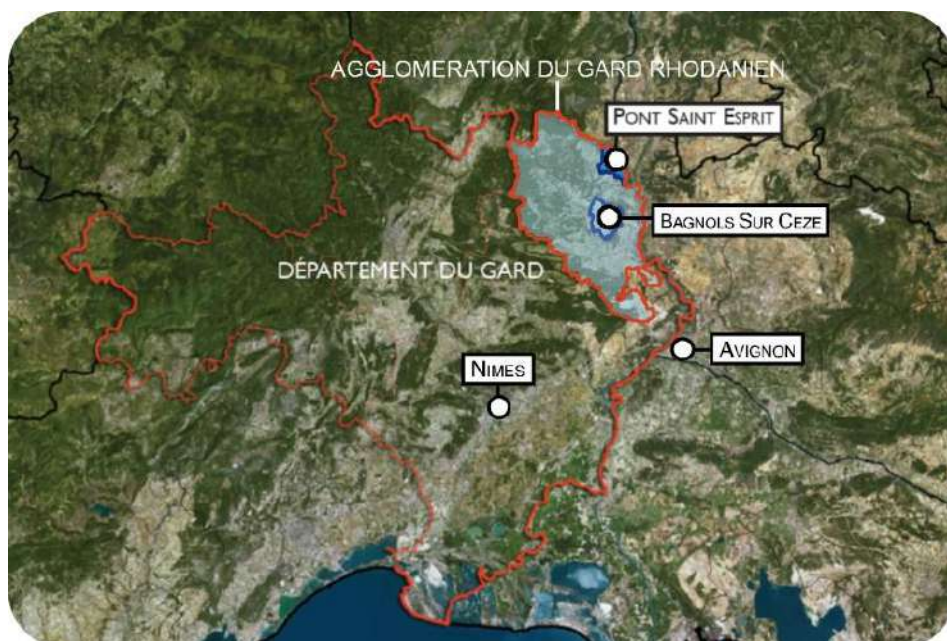 AGGLOMERATION DU GARD RHODANIEN
PONT SAINT ESPRIT
BAGNOLS SUR CEZE
DÉPARTEMENT DU GARD
AVIGNON
NIMES